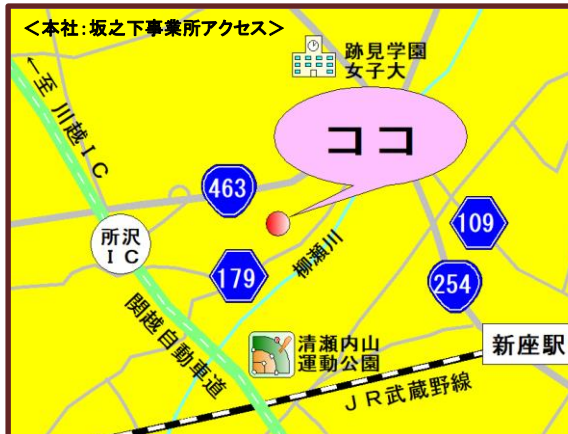 ＜本社：坂之下事業所アクセス＞
跡見学園
女子大
←至 川越ＩＣ
ココ
463
所沢
ＩＣ
109
179
柳瀬川
254
関越自動車道
清瀬内山
運動公園
新座駅
ＪＲ武蔵野線